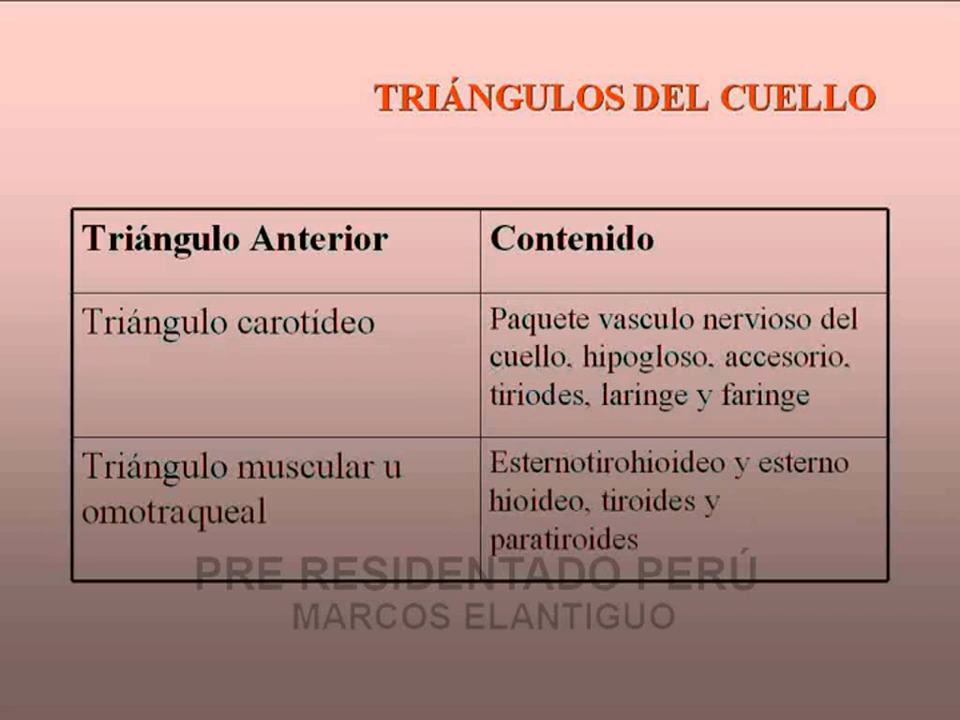 TRIÁNGULOS DEL CUELLO
Triángulo Anterior
Contenido
Triángulo carotídeo
Paquete vasculo nervioso del
cuello, hipogloso, accesorio,
tiriodes, laringe y faringe
Triángulo muscular u
omotraqueal
Esternotirohioideo y esterno
hioideo, tiroides y
paratiroides
PRE RESIDENTADO PERÚ
MARCOS ELANTIGUO